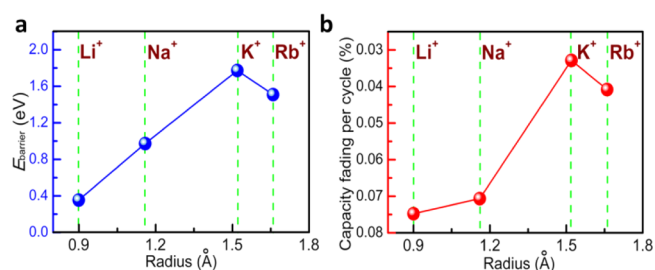 a
Li+ Na+ K+ Rb+
2.0
1.6
1.2
0.8
0.4
0.0
Ebarrier (eV)
0.9 1.2 1.5 1.8
Radius (Å)
b
Li+ Na+ K+ Rb+
0.03
0.04
0.05
0.06
0.07
0.08
Capacity fading per cycle (%)
0.9 1.2 1.5 1.8
Radius (Å)